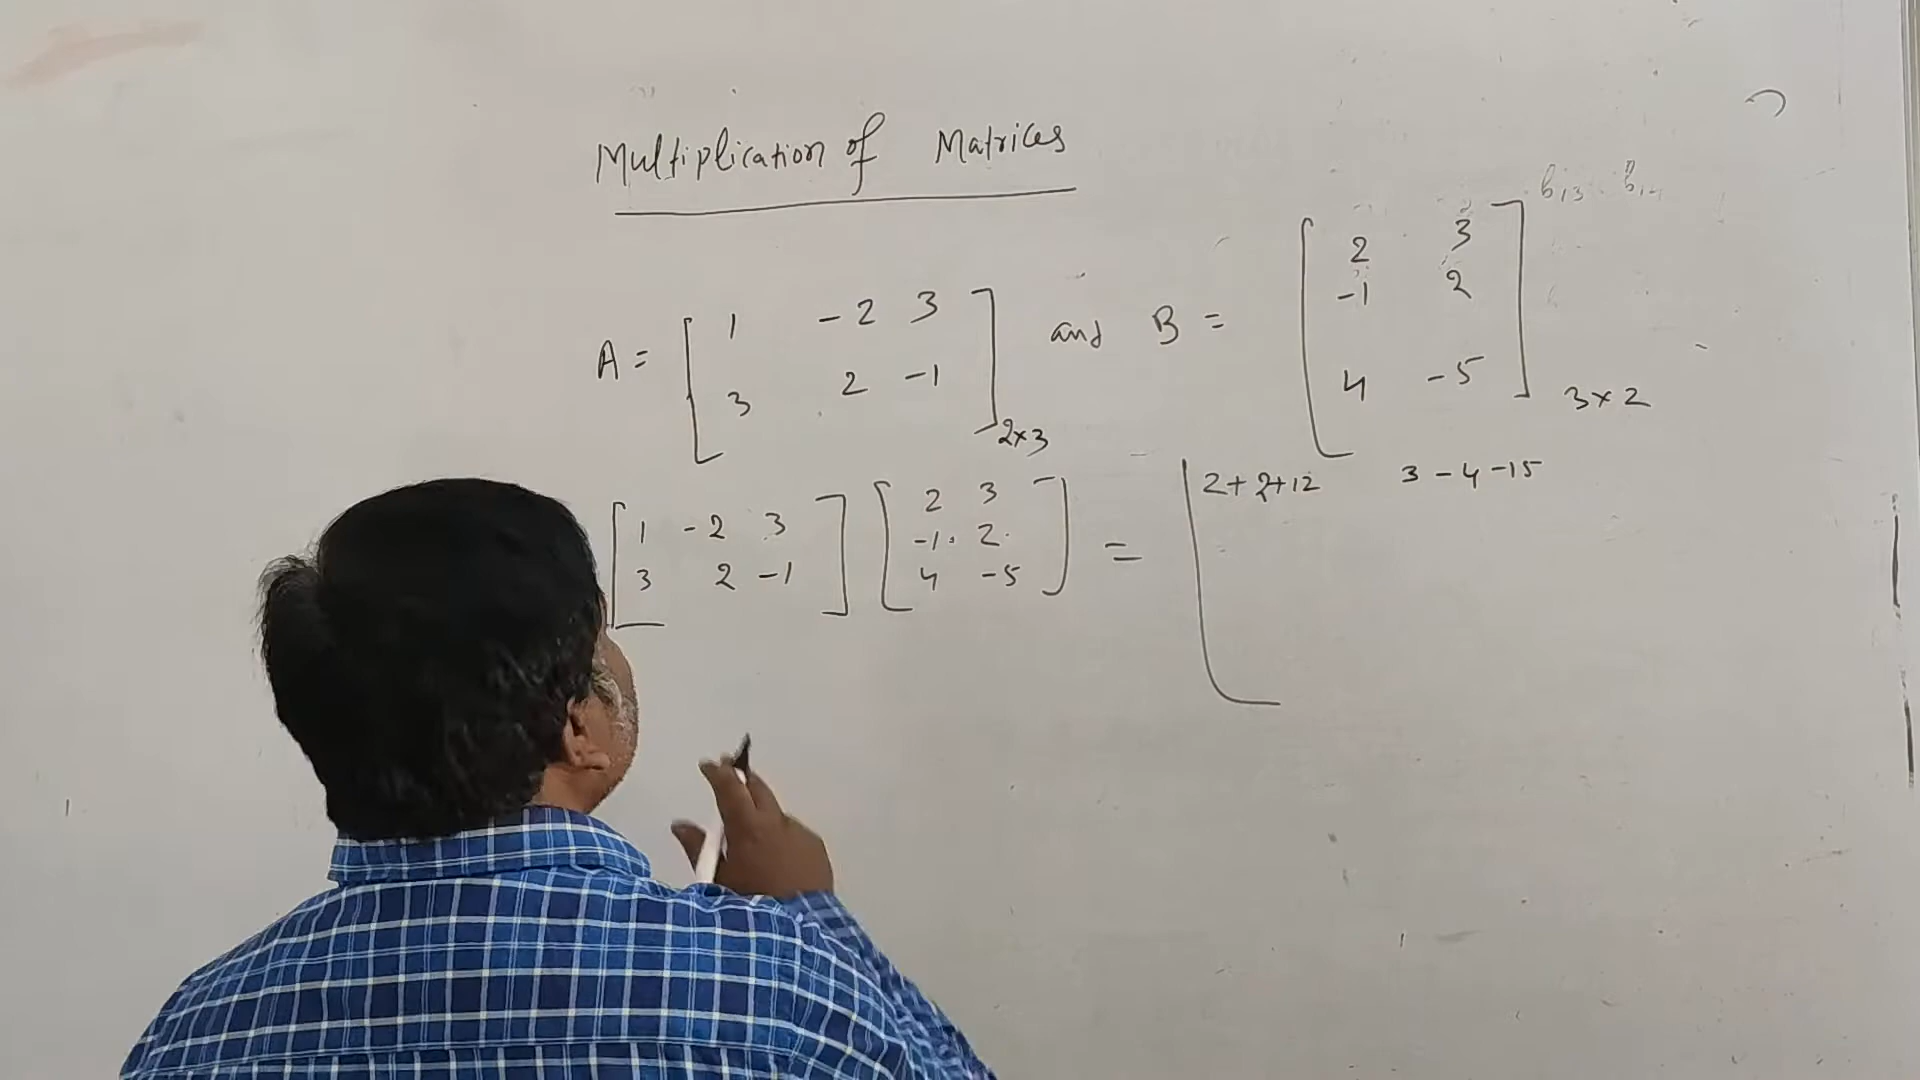 Multiplication of Matrices
b13 b14
A = [ 1 -2 3 ] and B = [ 2 3 ]
3 2 -1 2×3
-1 2
4 -5 3×2
[ 1 -2 3 ] [ 2 3 ] = [ 2+2+12 3-4-15
3 2 -1
-1 2
4 -5